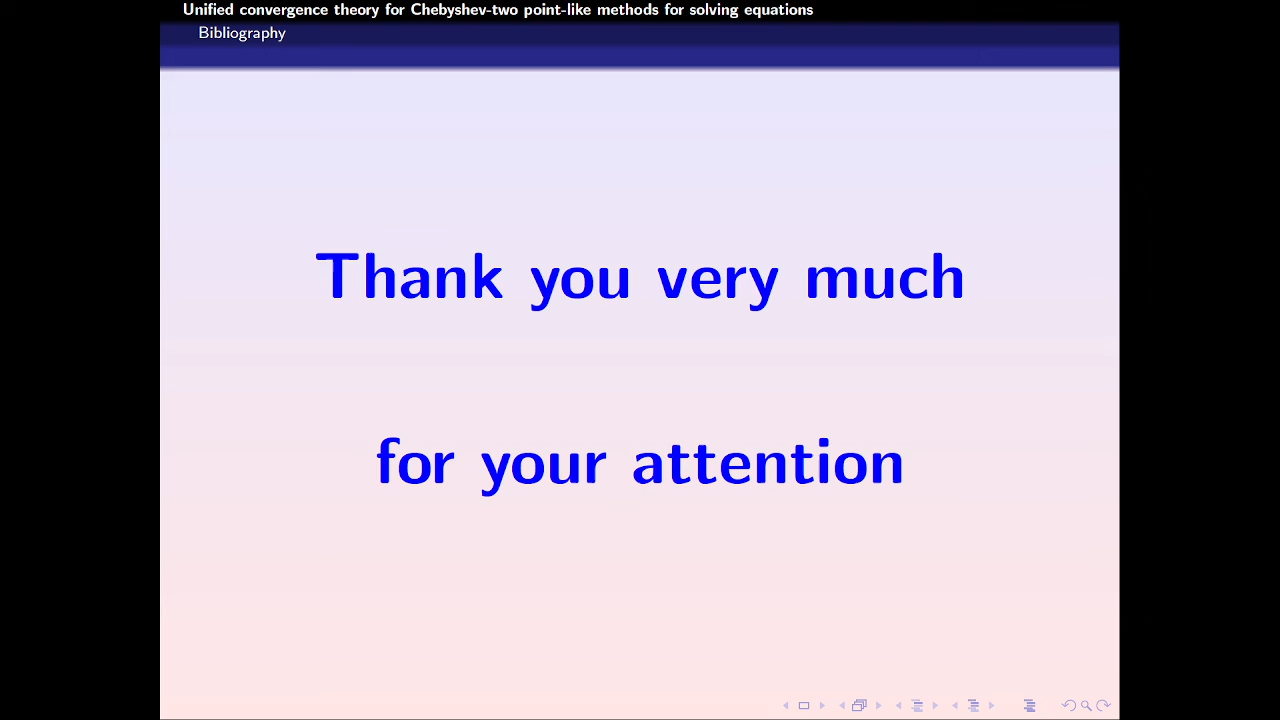 Unified convergence theory for Chebyshev-two point-like methods for solving equations
Bibliography
Thank you very much
for your attention